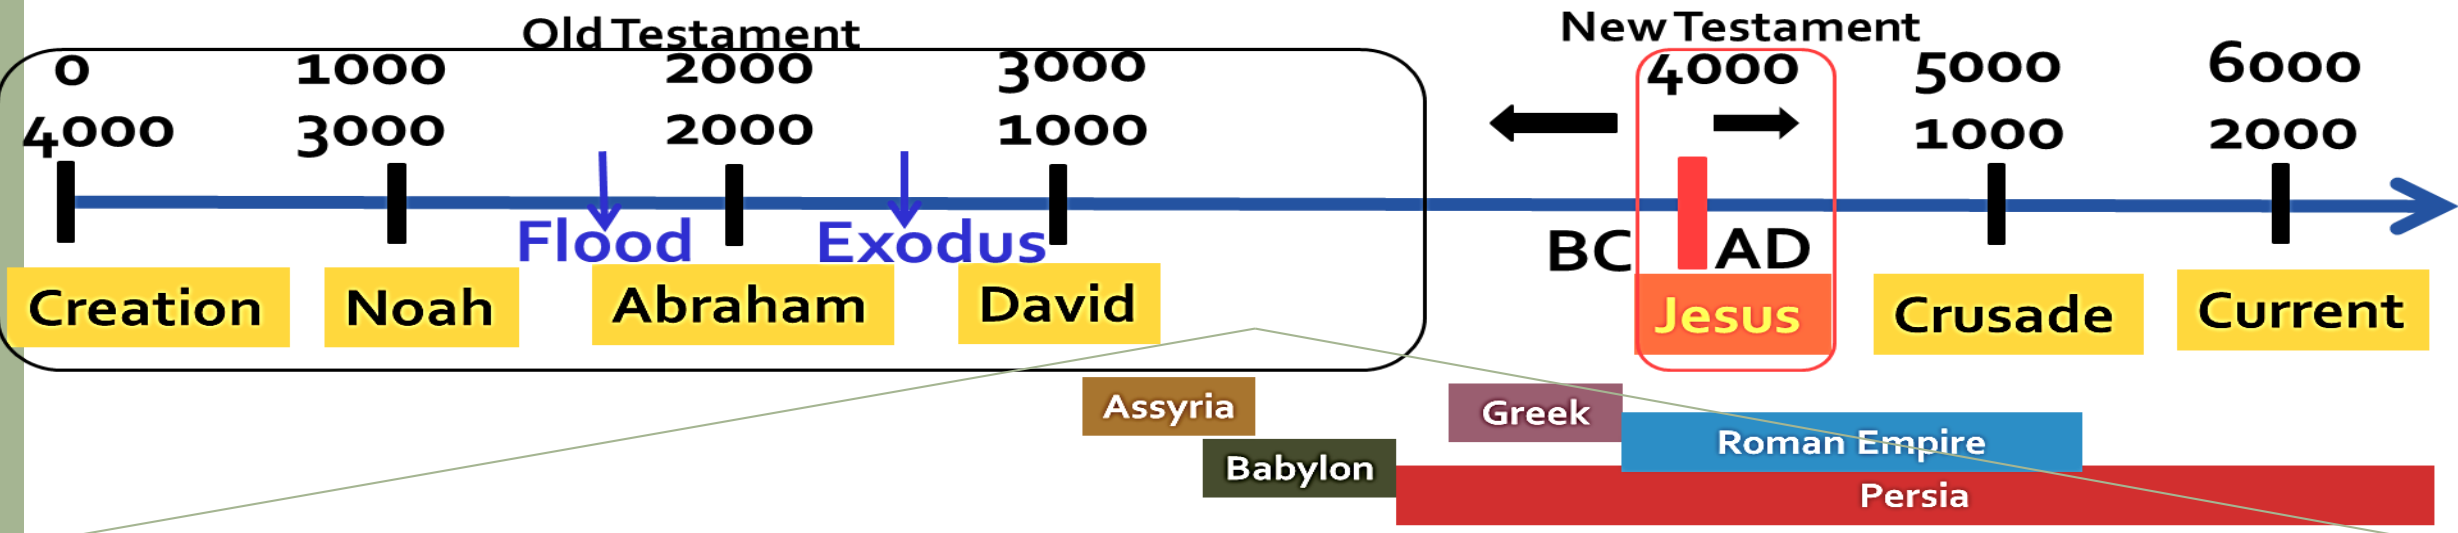 Old Testament New Testament
0 1000 2000 3000 4000 5000 6000
4000 3000 2000 1000 1000 2000
Flood Exodus BC AD
Creation Noah Abraham David Jesus Crusade Current
Assyria Greek
Roman Empire
Babylon
Persia